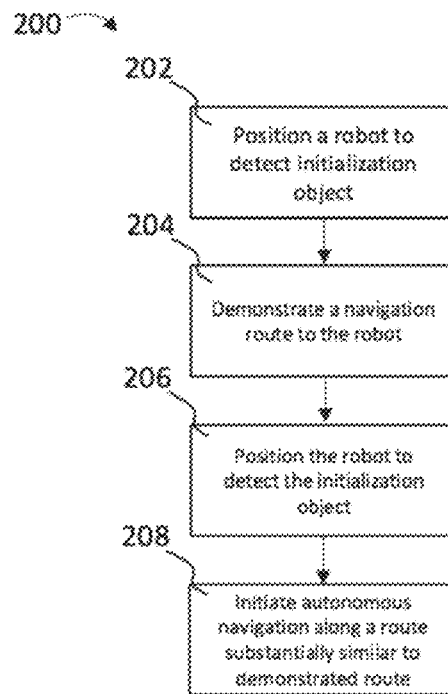 200
202
Position a robot to
detect initialization
object
204
Demonstrate a navigation
route to the robot
206
Position the robot to
detect the initialization
object
208
Initiate autonomous
navigation along a route
substantially similar to
demonstrated route